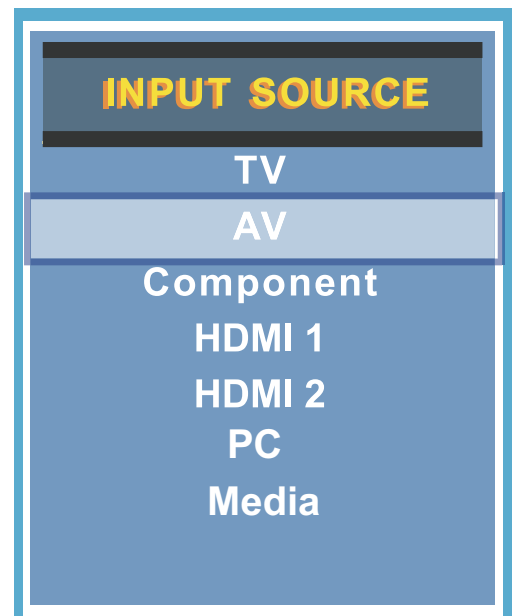 INPUT SOURCE
TV
AV
Component
HDMI 1
HDMI 2
PC
Media